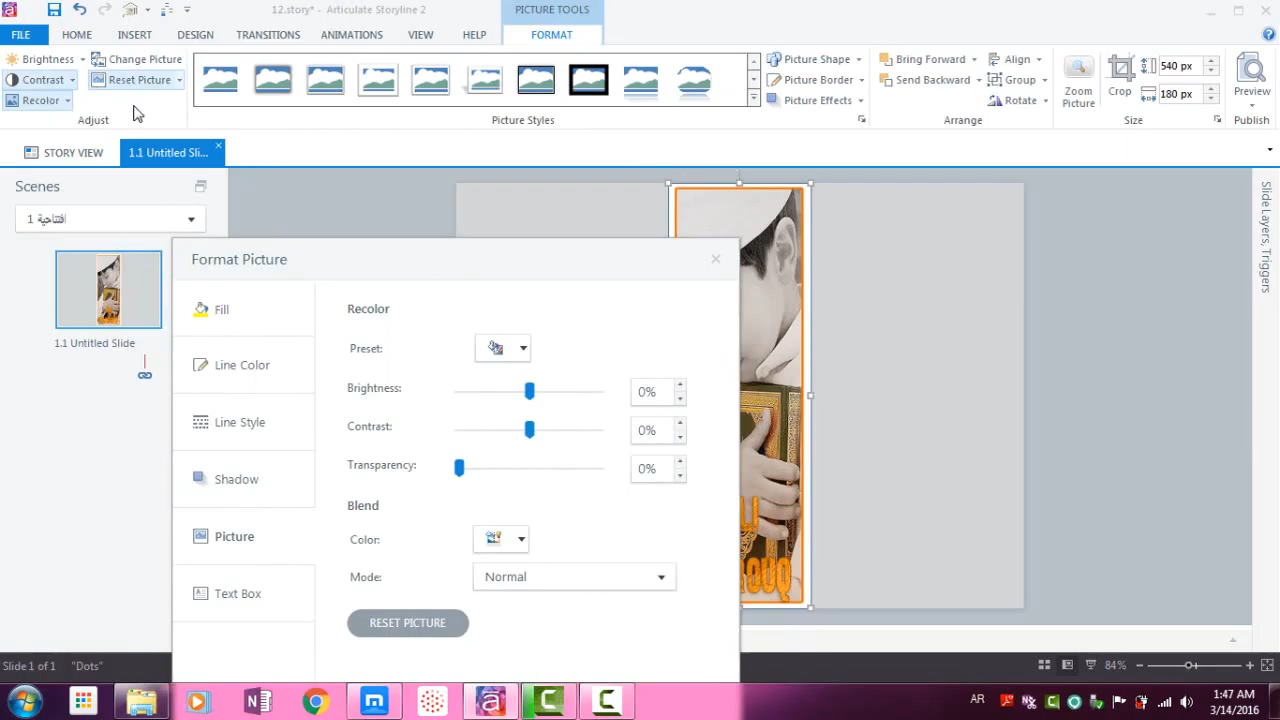 12.story* - Articulate Storyline 2
PICTURE TOOLS
FILE HOME INSERT DESIGN TRANSITIONS ANIMATIONS VIEW HELP FORMAT
Brightness
Contrast
Recolor
Change Picture
Reset Picture
Adjust
Picture Styles
Picture Shape
Picture Border
Picture Effects
Bring Forward
Send Backward
Align
Group
Rotate
Arrange
Zoom
Picture
Crop
540 px
180 px
Size
Preview
Publish
STORY VIEW
1.1 Untitled Sli...
Scenes
1 افتتاحية
1.1 Untitled Slide
Slide Layers, Triggers
Format Picture
Fill
Line Color
Line Style
Shadow
Picture
Text Box
Recolor
Preset:
Brightness: 0%
Contrast: 0%
Transparency: 0%
Blend
Color:
Mode: Normal
RESET PICTURE
Slide 1 of 1 "Dots"
84%
AR
1:47 AM
3/14/2016